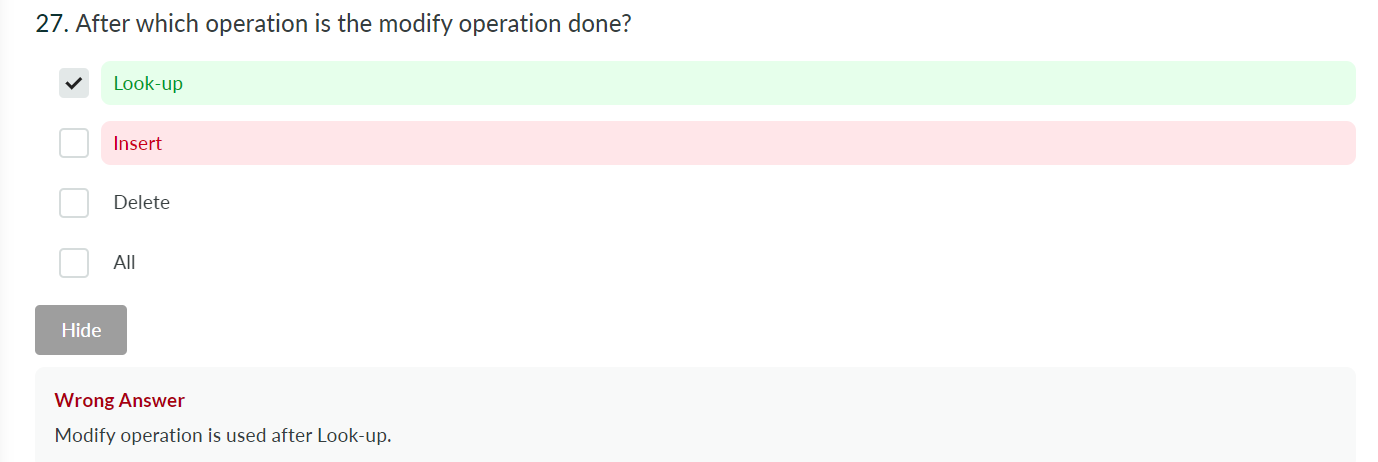 27. After which operation is the modify operation done?
Look-up
Insert
Delete
All
Hide
Wrong Answer
Modify operation is used after Look-up.